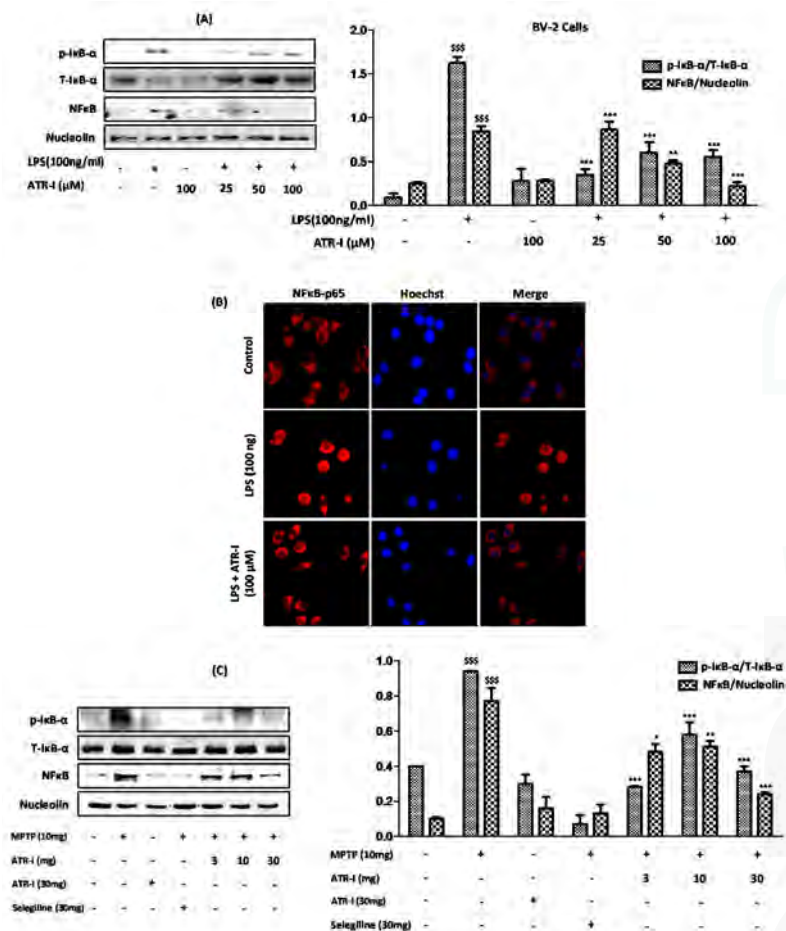 (A)
p-IκB-α
T-IκB-α
NFκB
Nucleolin
LPS(100ng/ml) - + - + + +
ATR-I (μM) - - 100 25 50 100
BV-2 Cells
p-IκB-α/T-IκB-α
NFκB/Nucleolin
2.0
1.5
1.0
0.5
0.0
$$$
$$$
***
***
***
**
***
***
LPS(100ng/ml) - + - + + +
ATR-I (μM) - - 100 25 50 100
(B)
NFκB-p65 Hoechst Merge
Control
LPS (100 ng)
LPS + ATR-I
(100 μM)
(C)
p-IκB-α
T-IκB-α
NFκB
Nucleolin
MPTP (10mg) - + - + + + +
ATR-I (mg) - - - - 3 10 30
ATR-I (30mg) - - + - - - -
Selegiline (30mg) - - - + - - -
p-IκB-α/T-IκB-α
NFκB/Nucleolin
1.0
0.8
0.6
0.4
0.2
0.0
$$$
$$$
***
*
***
**
***
***
MPTP (10mg) - + - + + + +
ATR-I (mg) - - - - 3 10 30
ATR-I (30mg) - - + - - - -
Selegiline (30mg) - - - + - - -